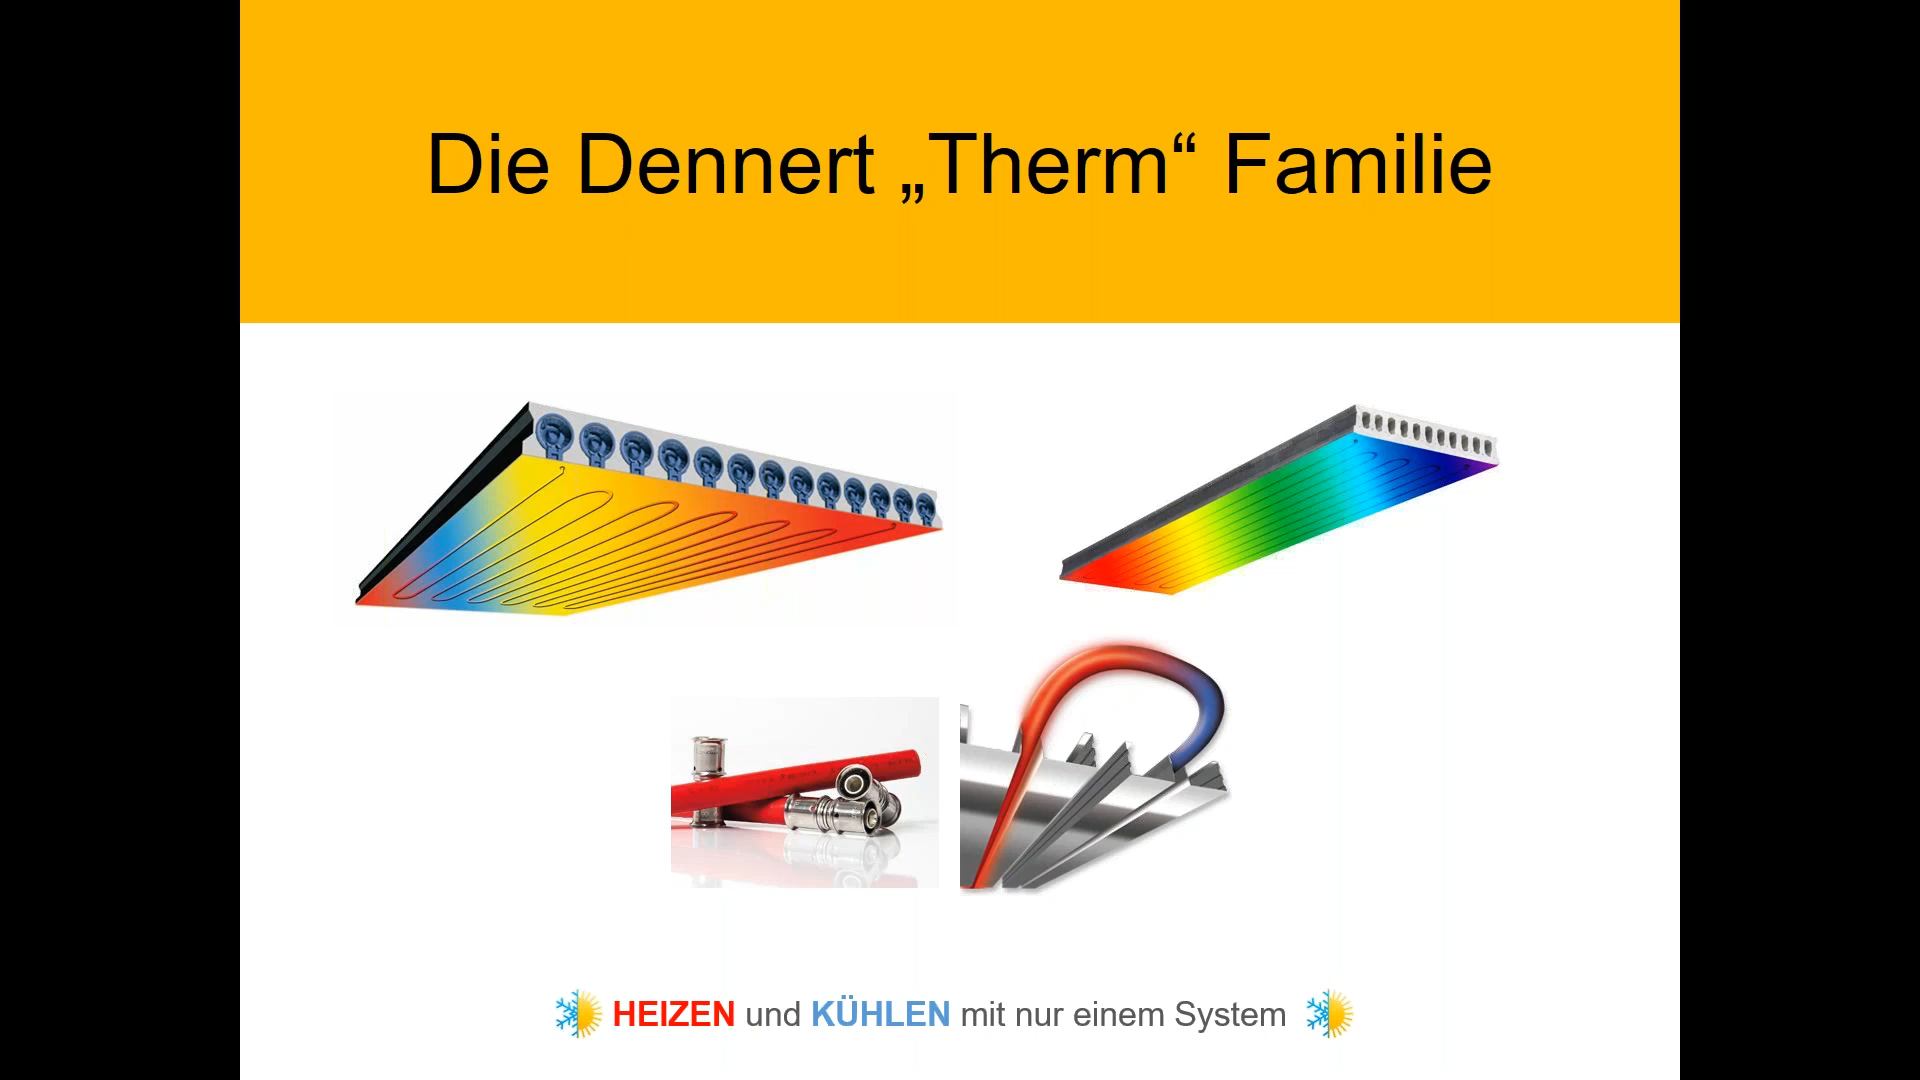 Die Dennert „Therm“ Familie
HEIZEN und KÜHLEN mit nur einem System